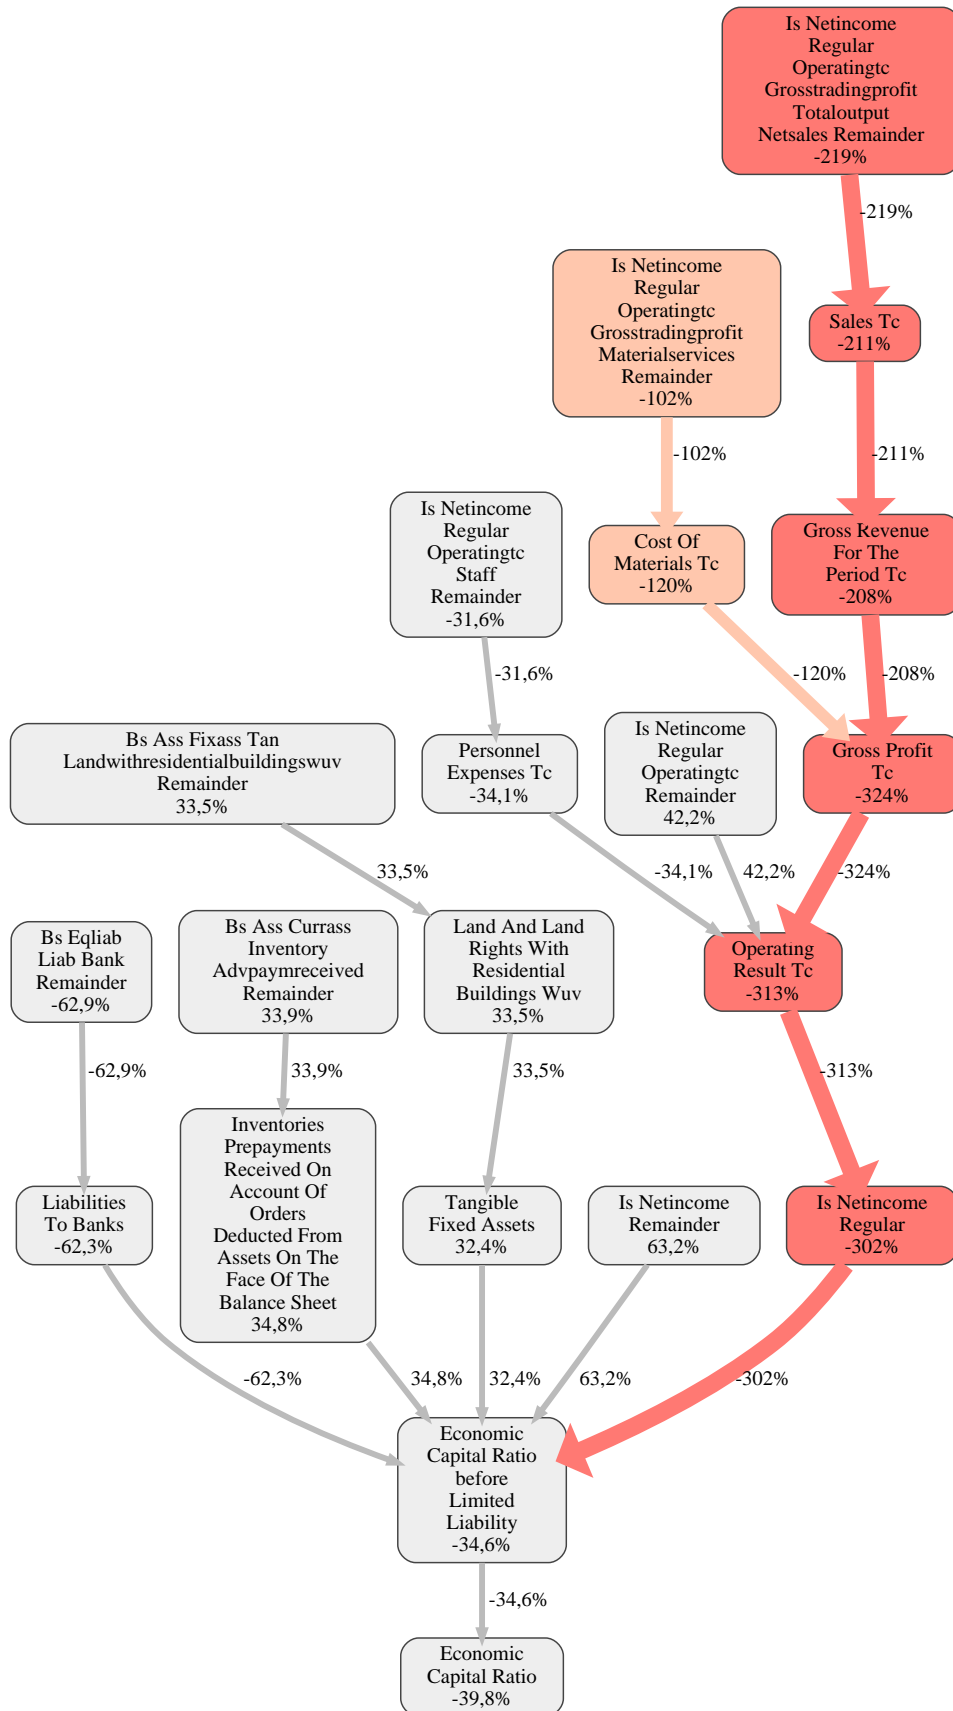 Is Netincome
Regular
Operatingtc
Grosstradingprofit
Totaloutput
Netsales Remainder
-219%
-219%
Is Netincome
Regular
Operatingtc
Grosstradingprofit
Materialservices
Remainder
-102%
Sales Tc
-211%
-102%
-211%
Is Netincome
Regular
Operatingtc
Staff
Remainder
-31,6%
Cost Of
Materials Tc
-120%
Gross Revenue
For The
Period Tc
-208%
-31,6%
-120%
-208%
Bs Ass Fixass Tan
Landwithresidentialbuildingswuv
Remainder
33,5%
Personnel
Expenses Tc
-34,1%
Is Netincome
Regular
Operatingtc
Remainder
42,2%
Gross Profit
Tc
-324%
33,5%
-34,1%
42,2%
-324%
Bs Eqliab
Liab Bank
Remainder
-62,9%
Bs Ass Currass
Inventory
Advpaymreceived
Remainder
33,9%
Land And Land
Rights With
Residential
Buildings Wuv
33,5%
Operating
Result Tc
-313%
-62,9%
33,9%
33,5%
-313%
Liabilities
To Banks
-62,3%
Inventories
Prepayments
Received On
Account Of
Orders
Deducted From
Assets On The
Face Of The
Balance Sheet
34,8%
Tangible
Fixed Assets
32,4%
Is Netincome
Remainder
63,2%
Is Netincome
Regular
-302%
-62,3%
34,8%
32,4%
63,2%
-302%
Economic
Capital Ratio
before
Limited
Liability
-34,6%
-34,6%
Economic
Capital Ratio
-39,8%